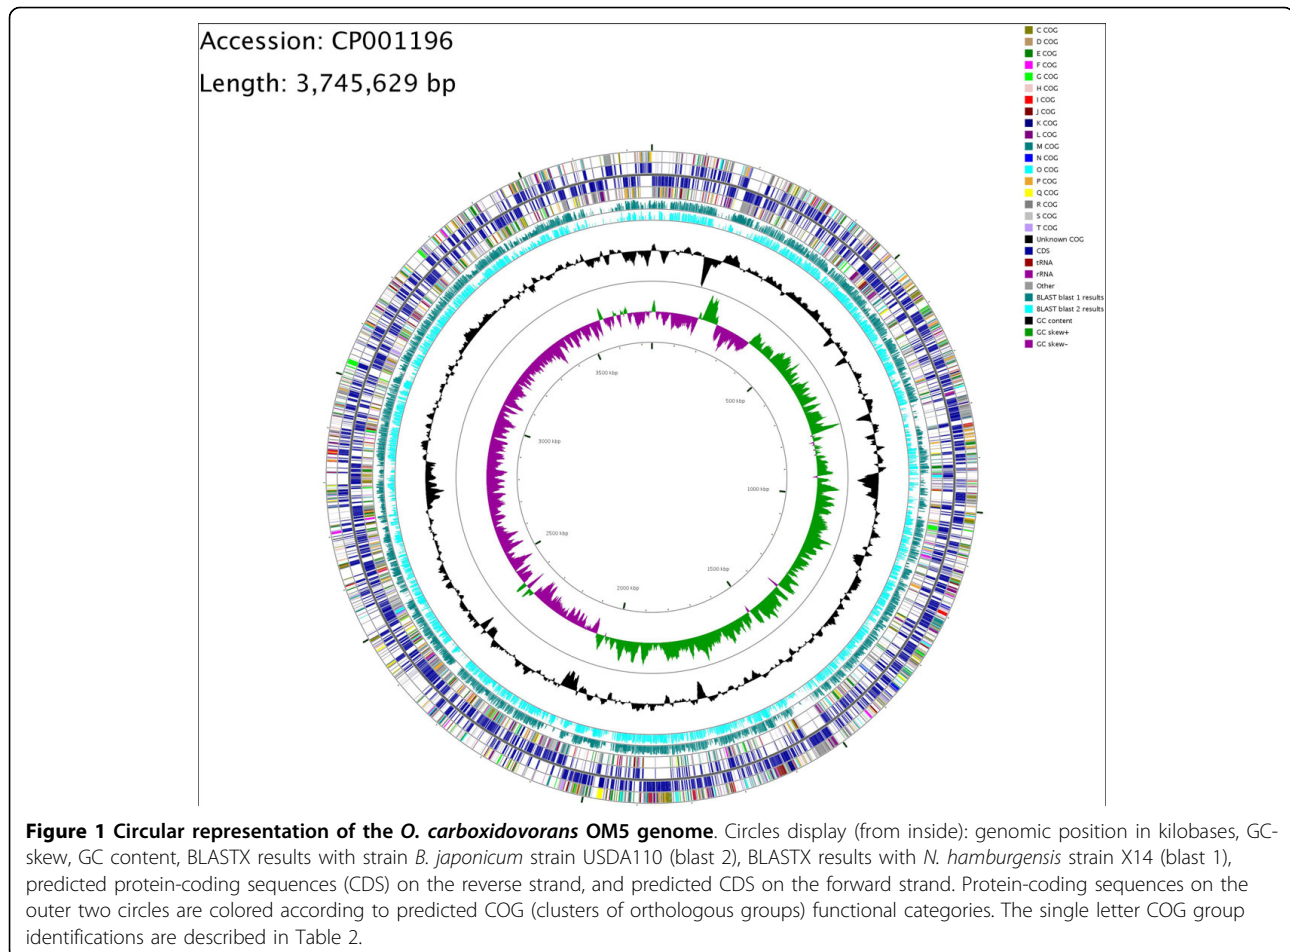 Accession: CP001196
Length: 3,745,629 bp
C COG
D COG
E COG
F COG
G COG
H COG
I COG
J COG
K COG
L COG
M COG
N COG
O COG
P COG
Q COG
R COG
S COG
T COG
Unknown COG
CDS
tRNA
rRNA
Other
BLAST blast 1 results
BLAST blast 2 results
GC content
GC skew+
GC skew-
3500 kbp
500 kbp
3000 kbp
1000 kbp
2500 kbp
1500 kbp
2000 kbp
Figure 1 Circular representation of the O. carboxidovorans OM5 genome. Circles display (from inside): genomic position in kilobases, GC-
skew, GC content, BLASTX results with strain B. japonicum strain USDA110 (blast 2), BLASTX results with N. hamburgensis strain X14 (blast 1),
predicted protein-coding sequences (CDS) on the reverse strand, and predicted CDS on the forward strand. Protein-coding sequences on the
outer two circles are colored according to predicted COG (clusters of orthologous groups) functional categories. The single letter COG group
identifications are described in Table 2.